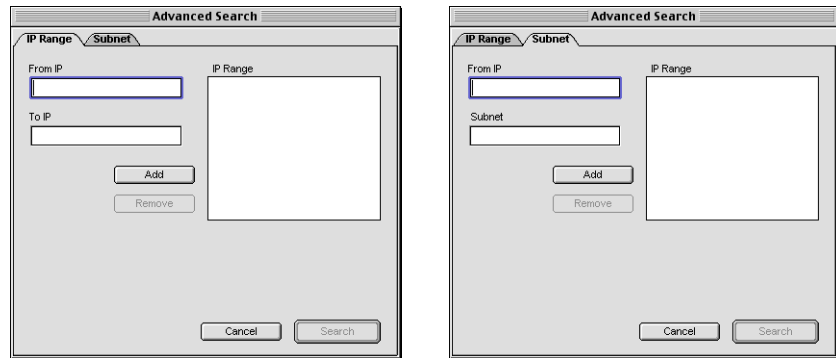 Advanced Search
IP Range Subnet
From IP IP Range
To IP
Add
Remove
Cancel Search
Advanced Search
IP Range Subnet
From IP IP Range
Subnet
Add
Remove
Cancel Search